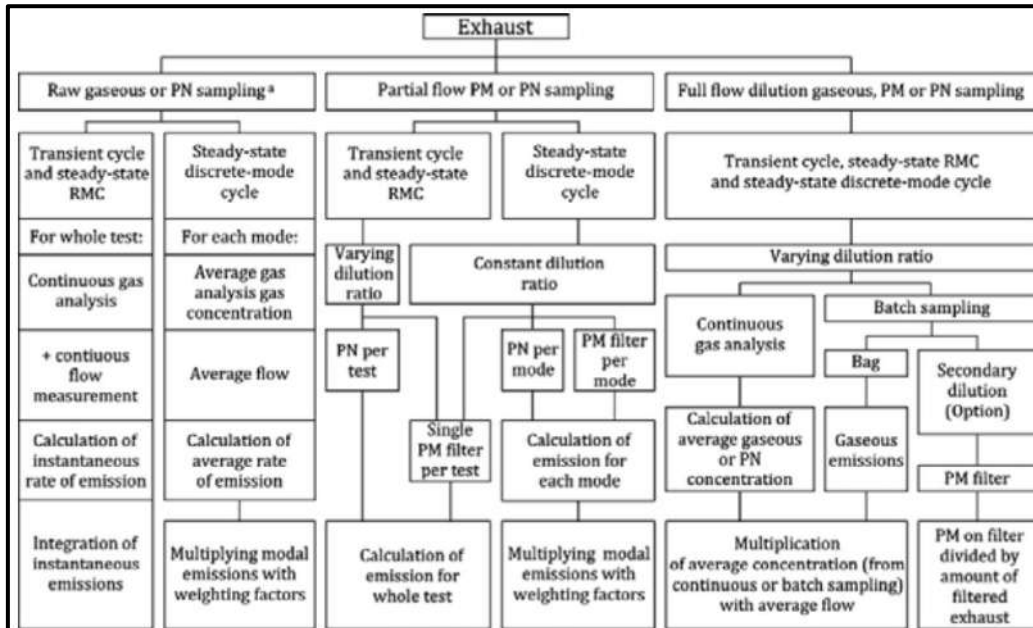 Exhaust
Raw gaseous or PN sampling a
Partial flow PM or PN sampling
Full flow dilution gaseous, PM or PN sampling
Transient cycle
and steady-state
RMC
Steady-state
discrete-mode
cycle
Transient cycle
and steady-state
RMC
Steady-state
discrete-mode
cycle
Transient cycle, steady-state RMC
and steady-state discrete-mode cycle
For whole test:
For each mode:
Varying
dilution
ratio
Constant dilution
ratio
Varying dilution ratio
Continuous gas
analysis
Average gas
analysis gas
concentration
Continuous
gas analysis
Batch sampling
+ contiuous
flow
measurement
Average flow
PN per
test
PN per
mode
PM filter
per
mode
Bag
Secondary
dilution
(Option)
Calculation of
instantaneous
rate of emission
Calculation of
average rate
of emission
Single
PM filter
per test
Calculation of
emission for
each mode
Calculation of
average gaseous
or PN
concentration
Gaseous
emissions
PM filter
Integration of
instantaneous
emissions
Multiplying modal
emissions with
weighting factors
Calculation of
emission for
whole test
Multiplying modal
emissions with
weighting factors
Multiplication
of average concentration (from
continuous or batch sampling)
with average flow
PM on filter
divided by
amount of
filtered
exhaust